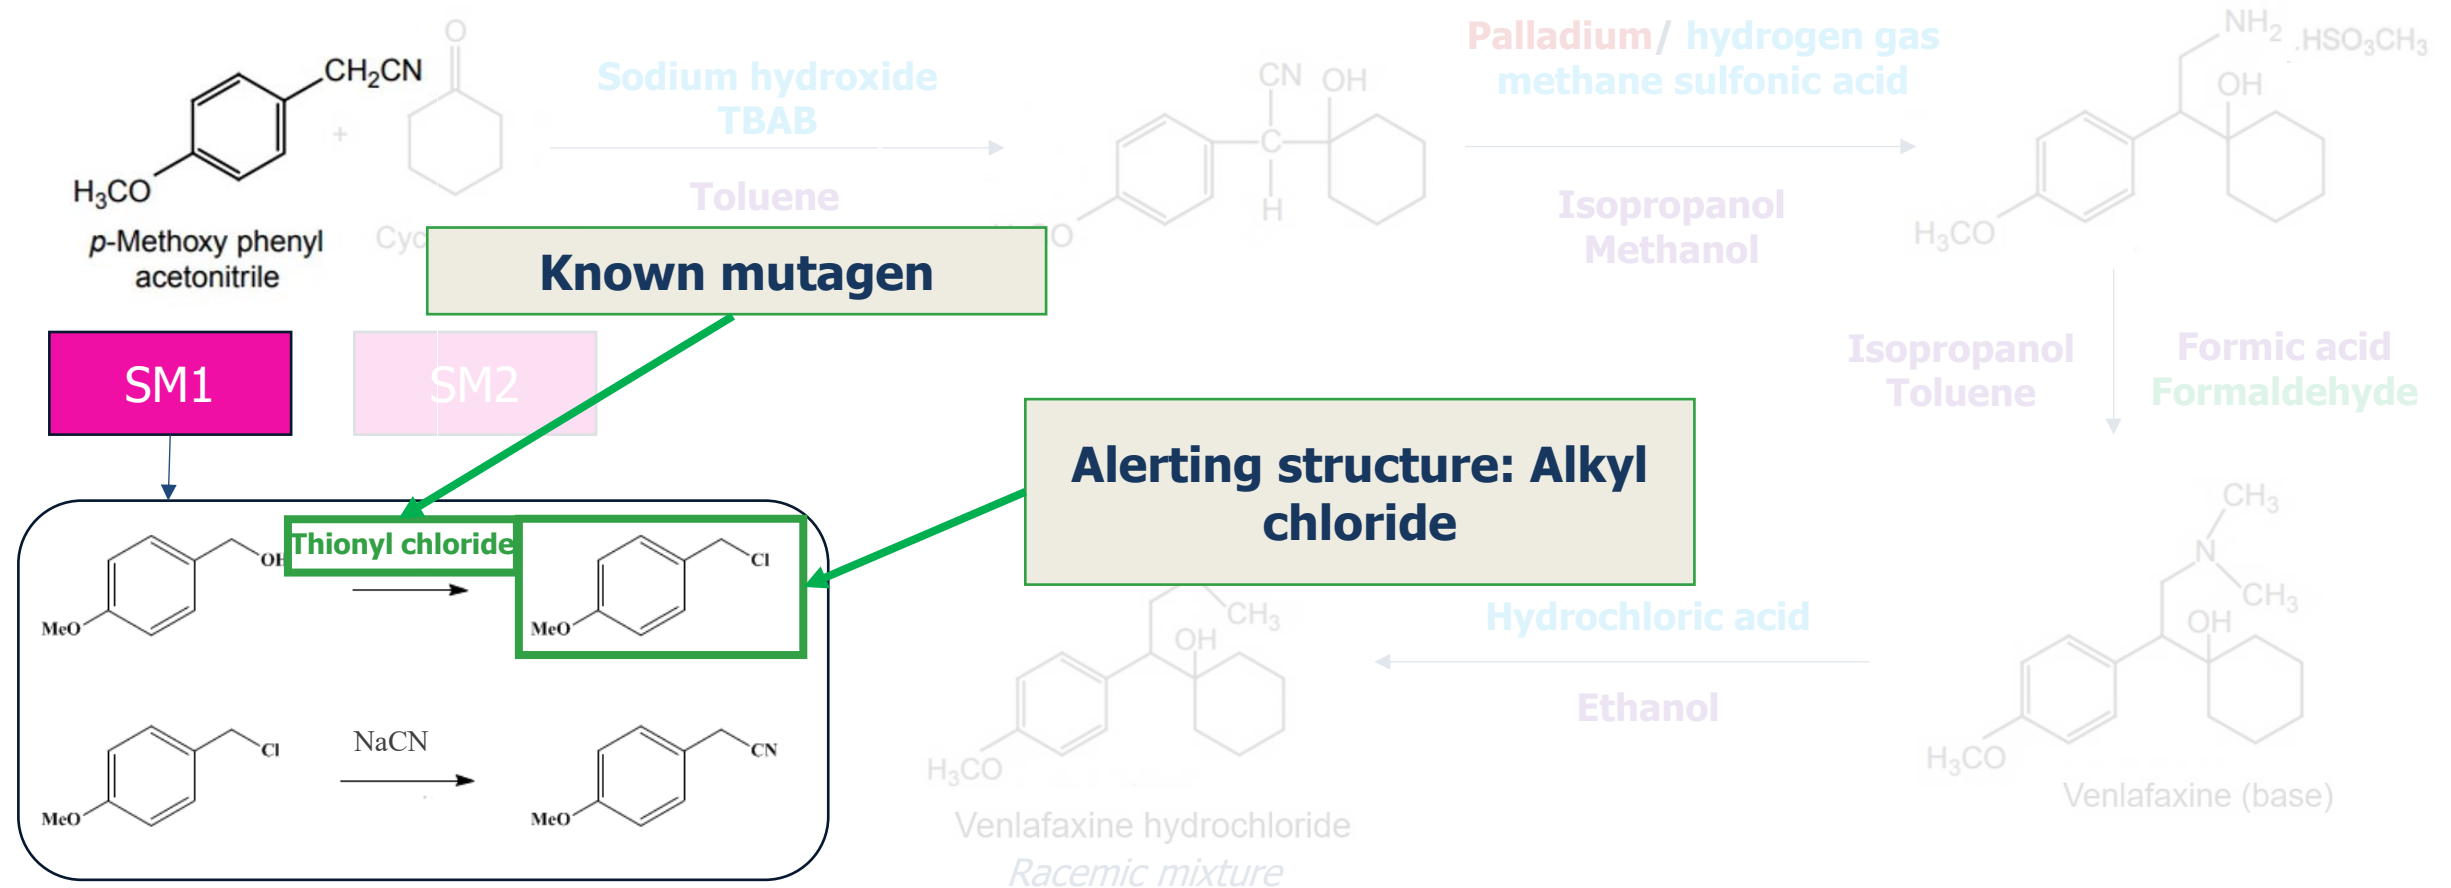 CH₂CN
H₃CO
p-Methoxy phenyl
acetonitrile
+
O
Sodium hydroxide
TBAB
Toluene
CN
OH
C
H
O
Palladium/ hydrogen gas
methane sulfonic acid
Isopropanol
Methanol
NH₂
.HSO₃CH₃
OH
H₃CO
Known mutagen
SM1
SM2
Isopropanol
Toluene
Formic acid
Formaldehyde
Alerting structure: Alkyl
chloride
Thionyl chloride
MeO
Cl
MeO
Cl
MeO
NaCN
CN
MeO
CH₃
OH
H₃CO
Venlafaxine hydrochloride
Racemic mixture
Hydrochloric acid
Ethanol
CH₃
N
CH₃
OH
H₃CO
Venlafaxine (base)